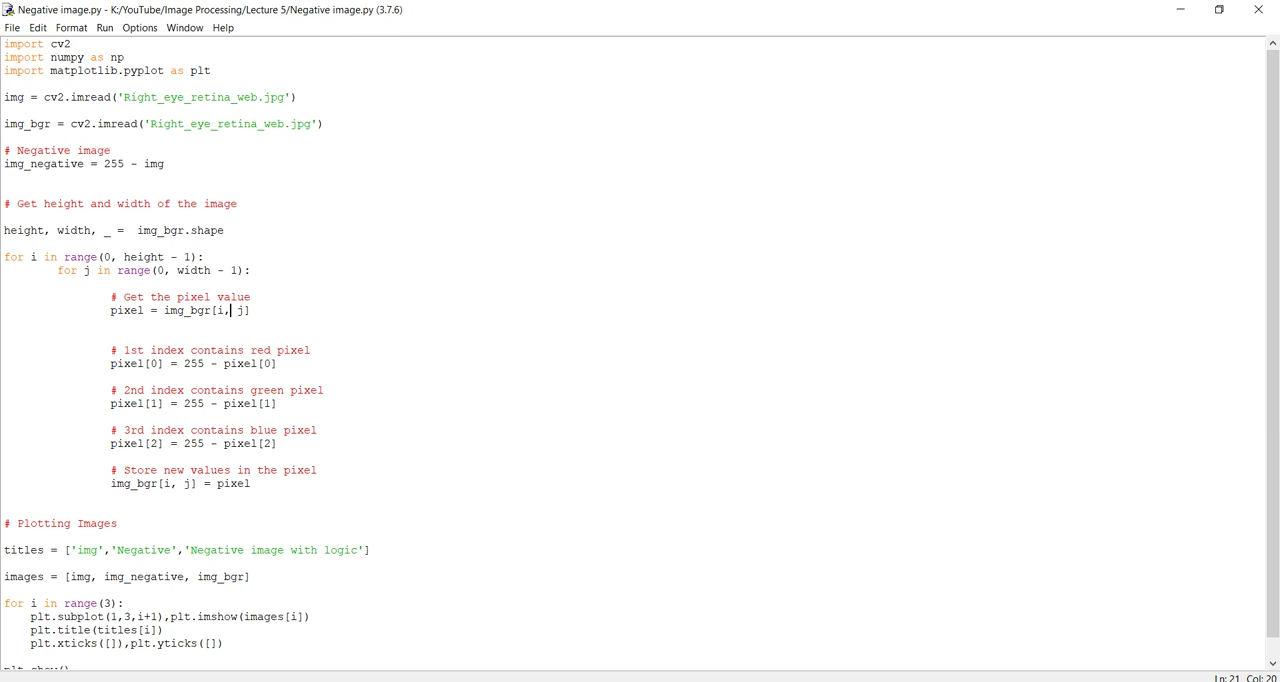 Negative image.py - K:/YouTube/Image Processing/Lecture 5/Negative image.py (3.7.6)
File Edit Format Run Options Window Help
import cv2
import numpy as np
import matplotlib.pyplot as plt
img = cv2.imread('Right_eye_retina_web.jpg')
img_bgr = cv2.imread('Right_eye_retina_web.jpg')
# Negative image
img_negative = 255 - img
# Get height and width of the image
height, width, _ =  img_bgr.shape
for i in range(0, height - 1):
        for j in range(0, width - 1):
                # Get the pixel value
                pixel = img_bgr[i, j]
                # 1st index contains red pixel
                pixel[0] = 255 - pixel[0]
                # 2nd index contains green pixel
                pixel[1] = 255 - pixel[1]
                # 3rd index contains blue pixel
                pixel[2] = 255 - pixel[2]
                # Store new values in the pixel
                img_bgr[i, j] = pixel
# Plotting Images
titles = ['img','Negative','Negative image with logic']
images = [img, img_negative, img_bgr]
for i in range(3):
    plt.subplot(1,3,i+1),plt.imshow(images[i])
    plt.title(titles[i])
    plt.xticks([]),plt.yticks([])
plt.show()
Ln: 21 Col: 20